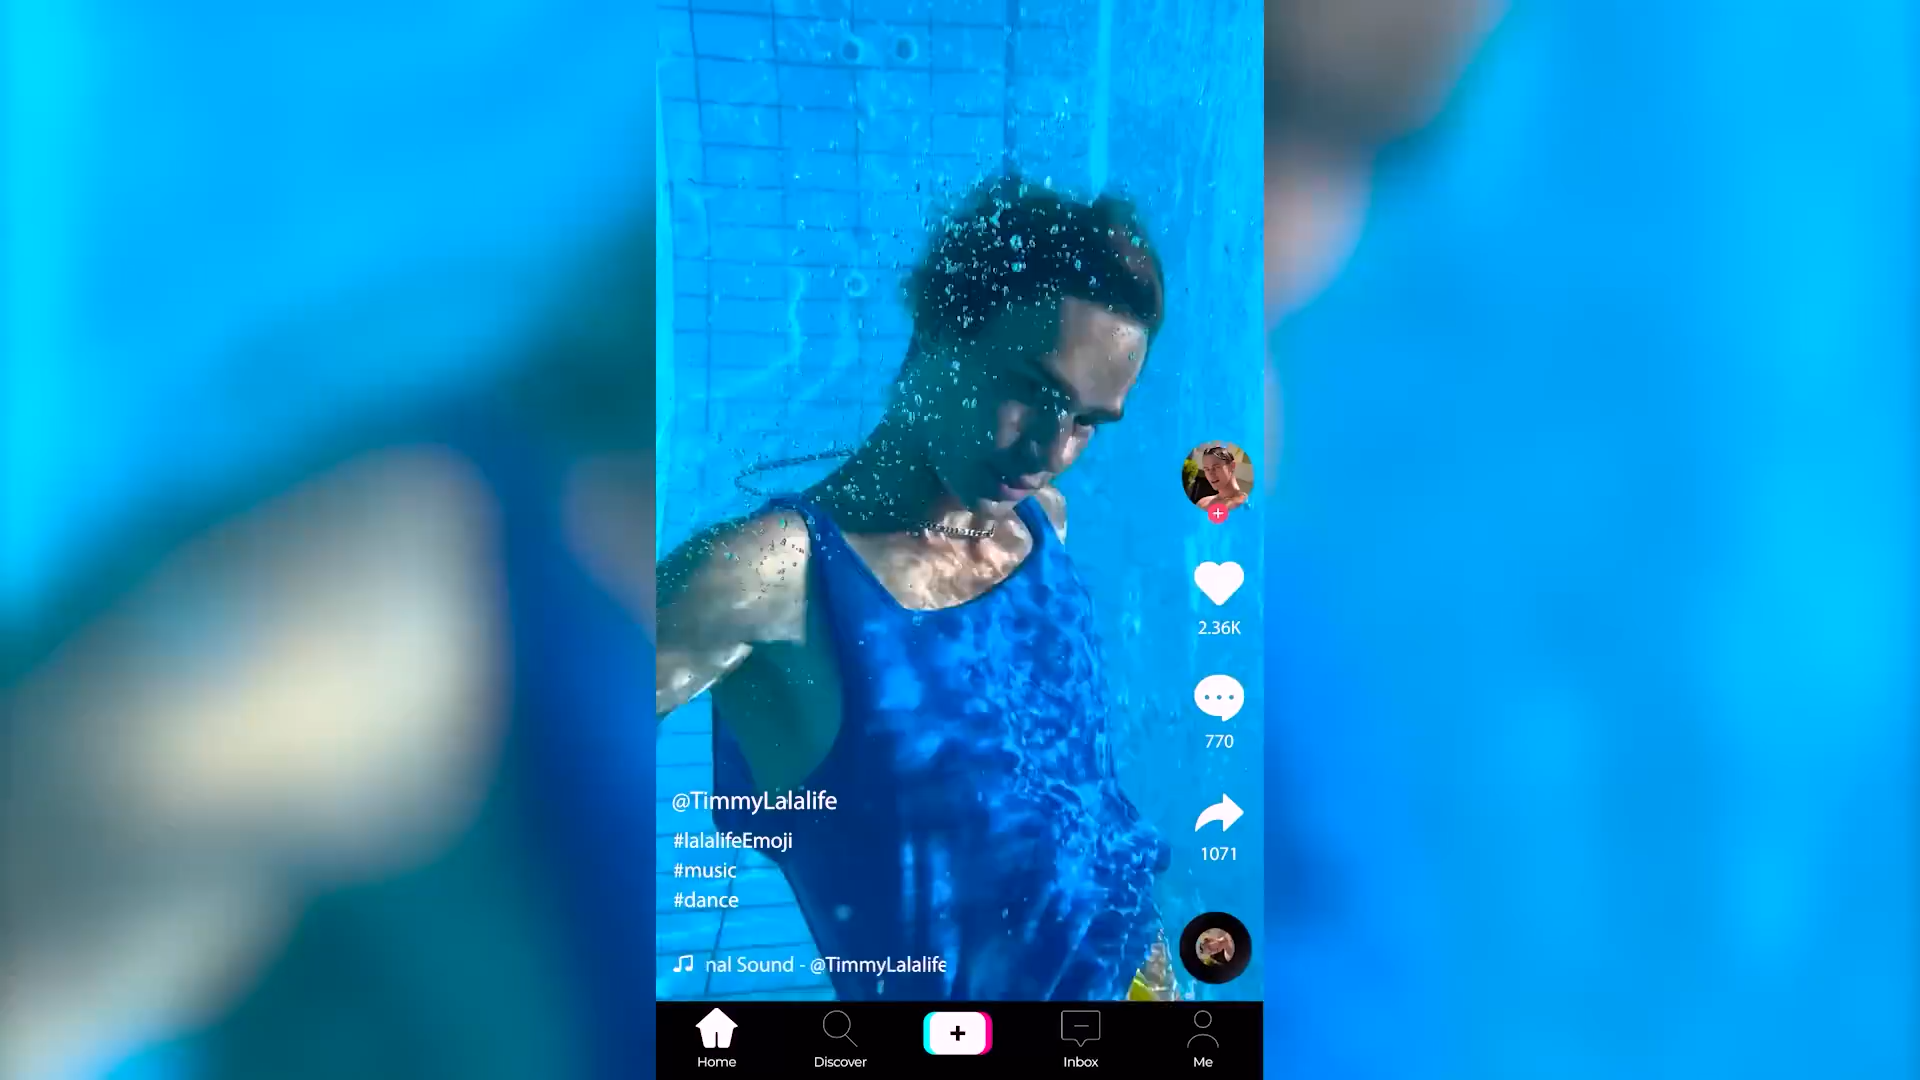 2.36K
770
@TimmyLalalife
#lalalifeEmoji
1071
#music
#dance
nal Sound - @TimmyLalalife
Home
Discover
Inbox
Me